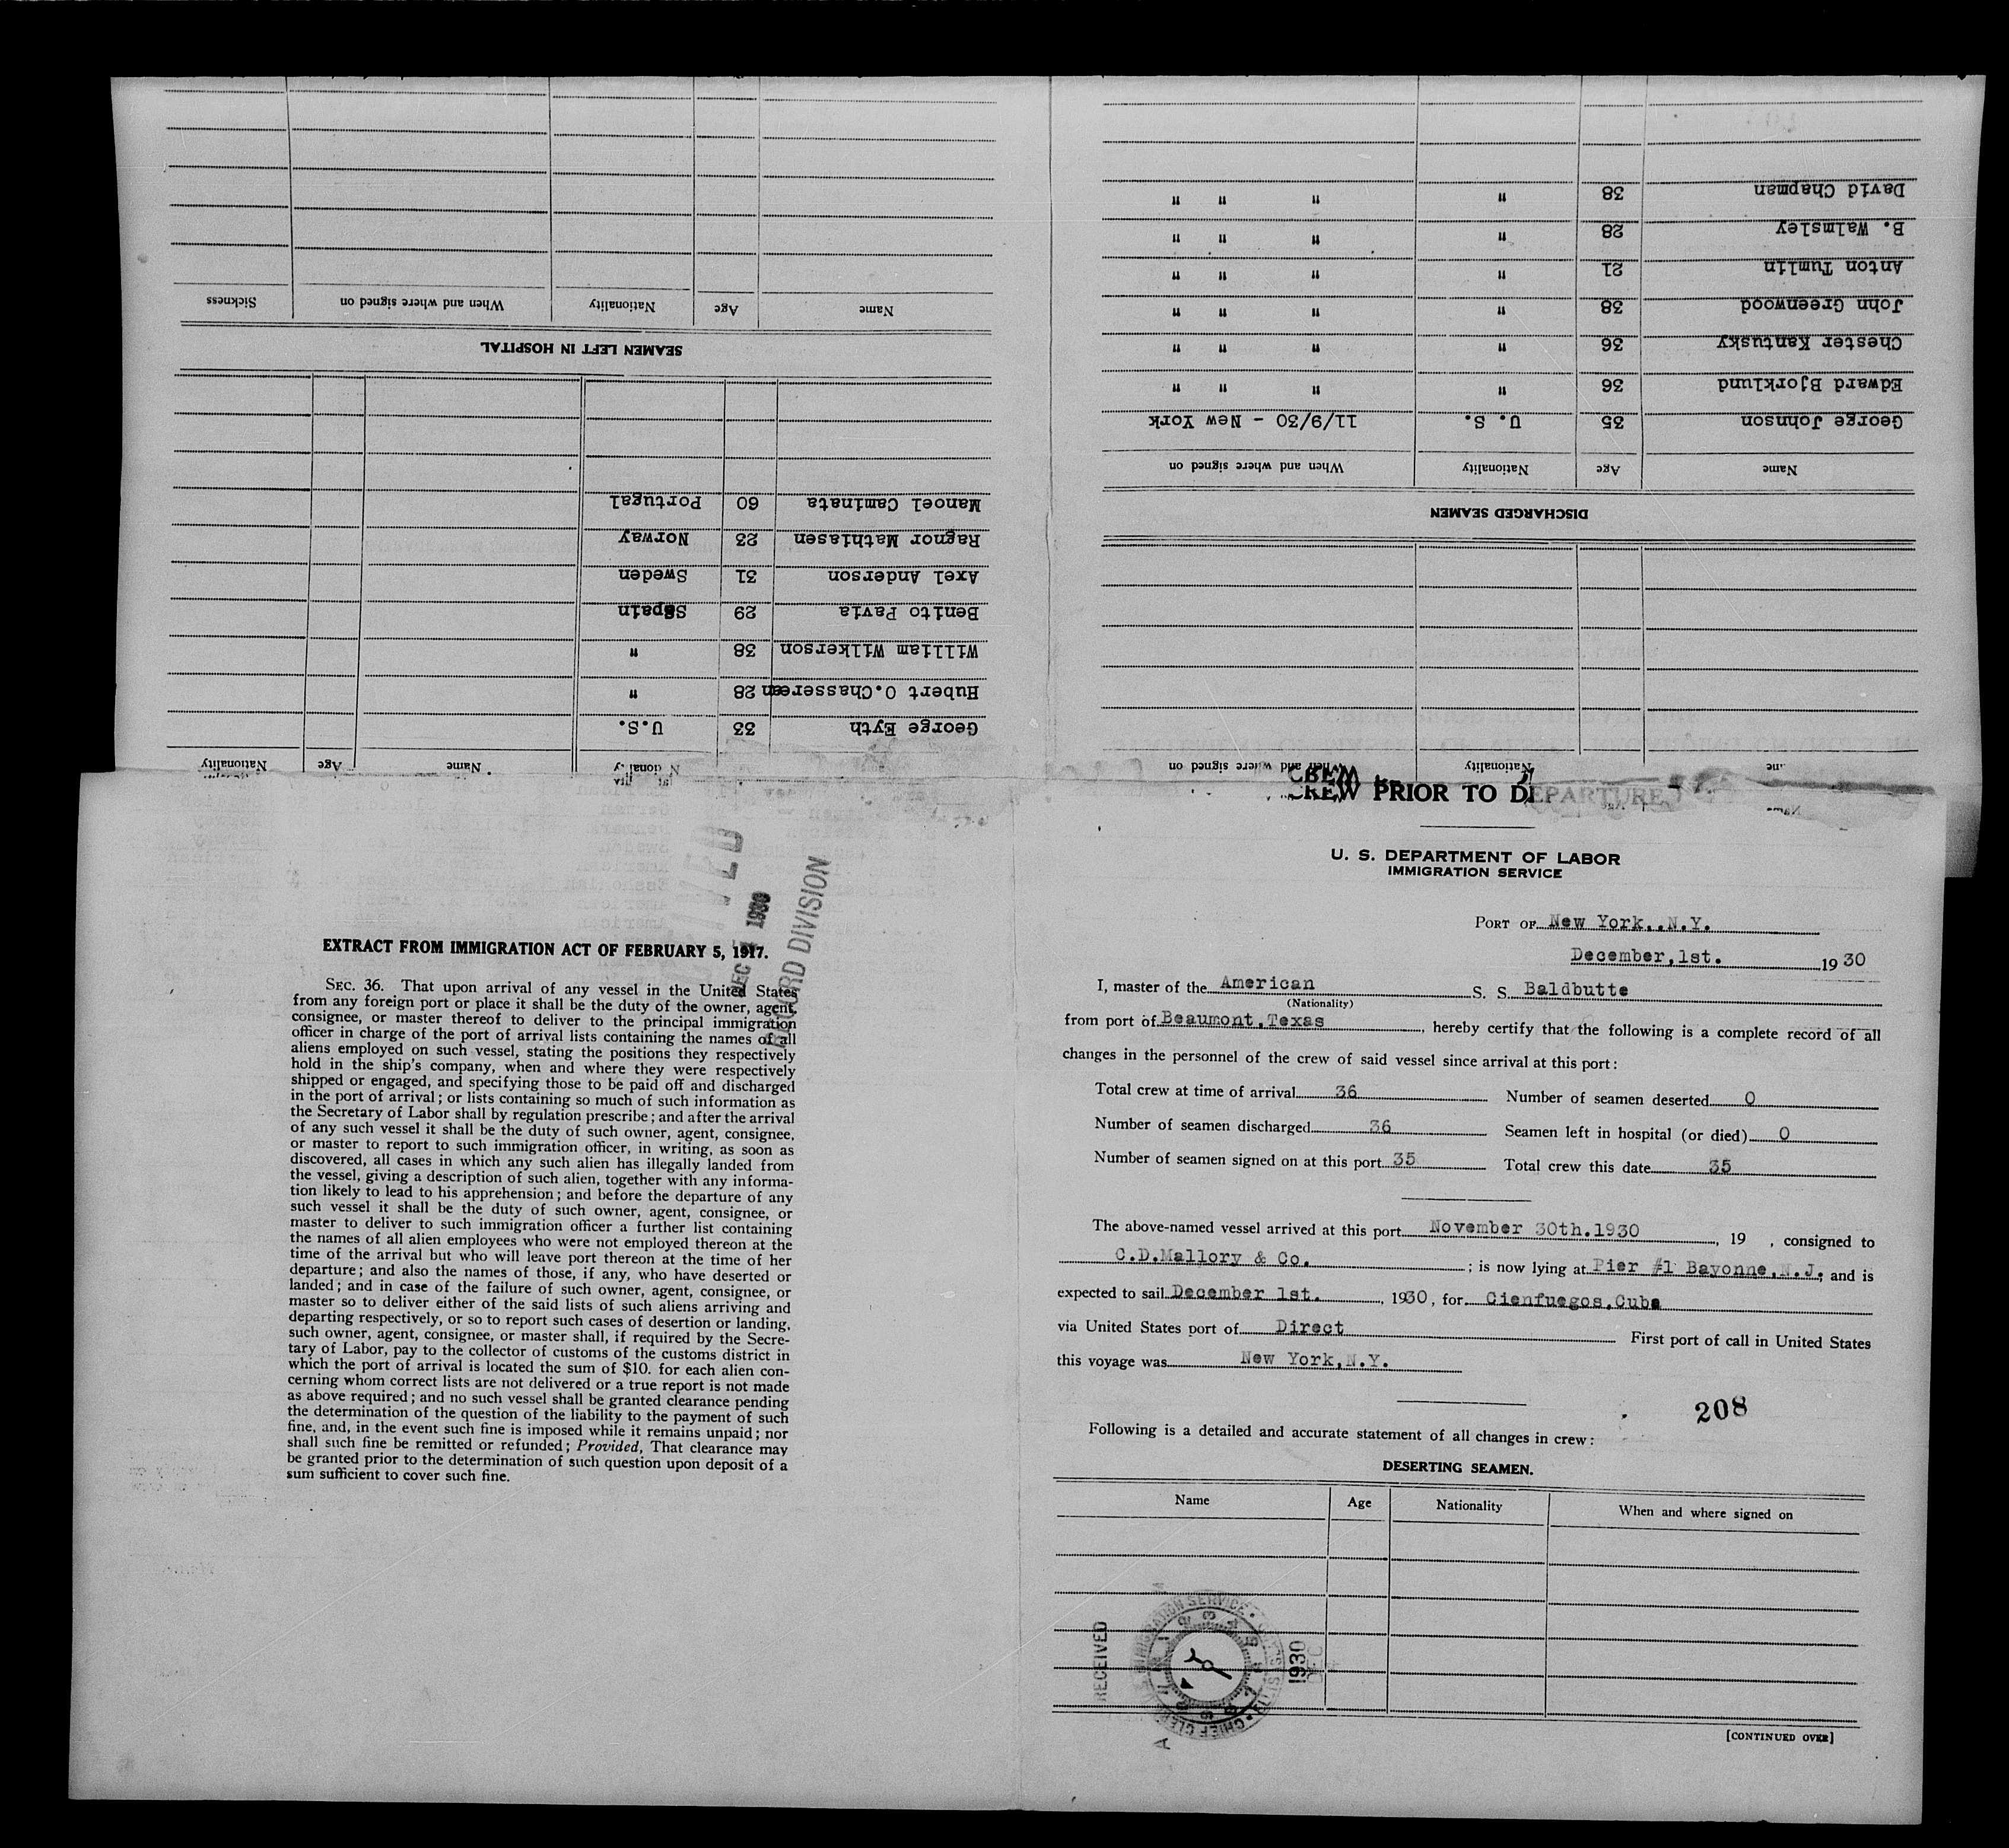 Name Age Nationality When and where signed on
DISCHARGED SEAMEN
Name Age Nationality When and where signed on
George Johnson 35 U. S. 11/9/30 - New York
Edward Bjorklund 36 " " " "
Chester Kantusky 36 " " " "
John Greenwood 38 " " " "
Anton Tumlin 21 " " " "
B. Walmsley 28 " " " "
David Chapman 38 " " " "
Nationality Name Age Nationality
George Eyth 33 U.S.
Hubert O.Chassereau 28 "
William Wilkerson 38 "
Benito Pavia 29 Spain
Axel Anderson 31 Sweden
Ragnor Mathiasen 23 Norway
Manoel Caminata 60 Portugal
SEAMEN LEFT IN HOSPITAL
Name Age Nationality When and where signed on Sickness
EXTRACT FROM IMMIGRATION ACT OF FEBRUARY 5, 1917.
SEC. 36. That upon arrival of any vessel in the United States
from any foreign port or place it shall be the duty of the owner, agent,
consignee, or master thereof to deliver to the principal immigration
officer in charge of the port of arrival lists containing the names of all
aliens employed on such vessel, stating the positions they respectively
hold in the ship's company, when and where they were respectively
shipped or engaged, and specifying those to be paid off and discharged
in the port of arrival; or lists containing so much of such information as
the Secretary of Labor shall by regulation prescribe; and after the arrival
of any such vessel it shall be the duty of such owner, agent, consignee,
or master to report to such immigration officer, in writing, as soon as
discovered, all cases in which any such alien has illegally landed from
the vessel, giving a description of such alien, together with any informa-
tion likely to lead to his apprehension; and before the departure of any
such vessel it shall be the duty of such owner, agent, consignee, or
master to deliver to such immigration officer a further list containing
the names of all alien employees who were not employed thereon at the
time of the arrival but who will leave port thereon at the time of her
departure; and also the names of those, if any, who have deserted or
landed; and in case of the failure of such owner, agent, consignee, or
master so to deliver either of the said lists of such aliens arriving and
departing respectively, or so to report such cases of desertion or landing,
such owner, agent, consignee, or master shall, if required by the Secre-
tary of Labor, pay to the collector of customs of the customs district in
which the port of arrival is located the sum of $10. for each alien con-
cerning whom correct lists are not delivered or a true report is not made
as above required; and no such vessel shall be granted clearance pending
the determination of the question of the liability to the payment of such
fine, and, in the event such fine is imposed while it remains unpaid; nor
shall such fine be remitted or refunded; Provided, That clearance may
be granted prior to the determination of such question upon deposit of a
sum sufficient to cover such fine.
DEC 1930
RECORD DIVISION
CREW PRIOR TO DEPARTURE
U. S. DEPARTMENT OF LABOR
IMMIGRATION SERVICE
PORT OF New York,.N.Y.
December,1st. 1930
I, master of the American S. S. Baldbutte
(Nationality)
from port of Beaumont,Texas, hereby certify that the following is a complete record of all
changes in the personnel of the crew of said vessel since arrival at this port:
Total crew at time of arrival 36 Number of seamen deserted 0
Number of seamen discharged 36 Seamen left in hospital (or died) 0
Number of seamen signed on at this port 35 Total crew this date 35
The above-named vessel arrived at this port November 30th.1930, 19 , consigned to
C.D.Mallory & Co. ; is now lying at Pier #1 Bayonne,N.J. and is
expected to sail December 1st. , 1930, for Cienfuegos,Cuba
via United States port of Direct First port of call in United States
this voyage was New York,N.Y.
208
Following is a detailed and accurate statement of all changes in crew:
DESERTING SEAMEN.
Name Age Nationality When and where signed on
RECEIVED
1930
DEC
[CONTINUED OVER]